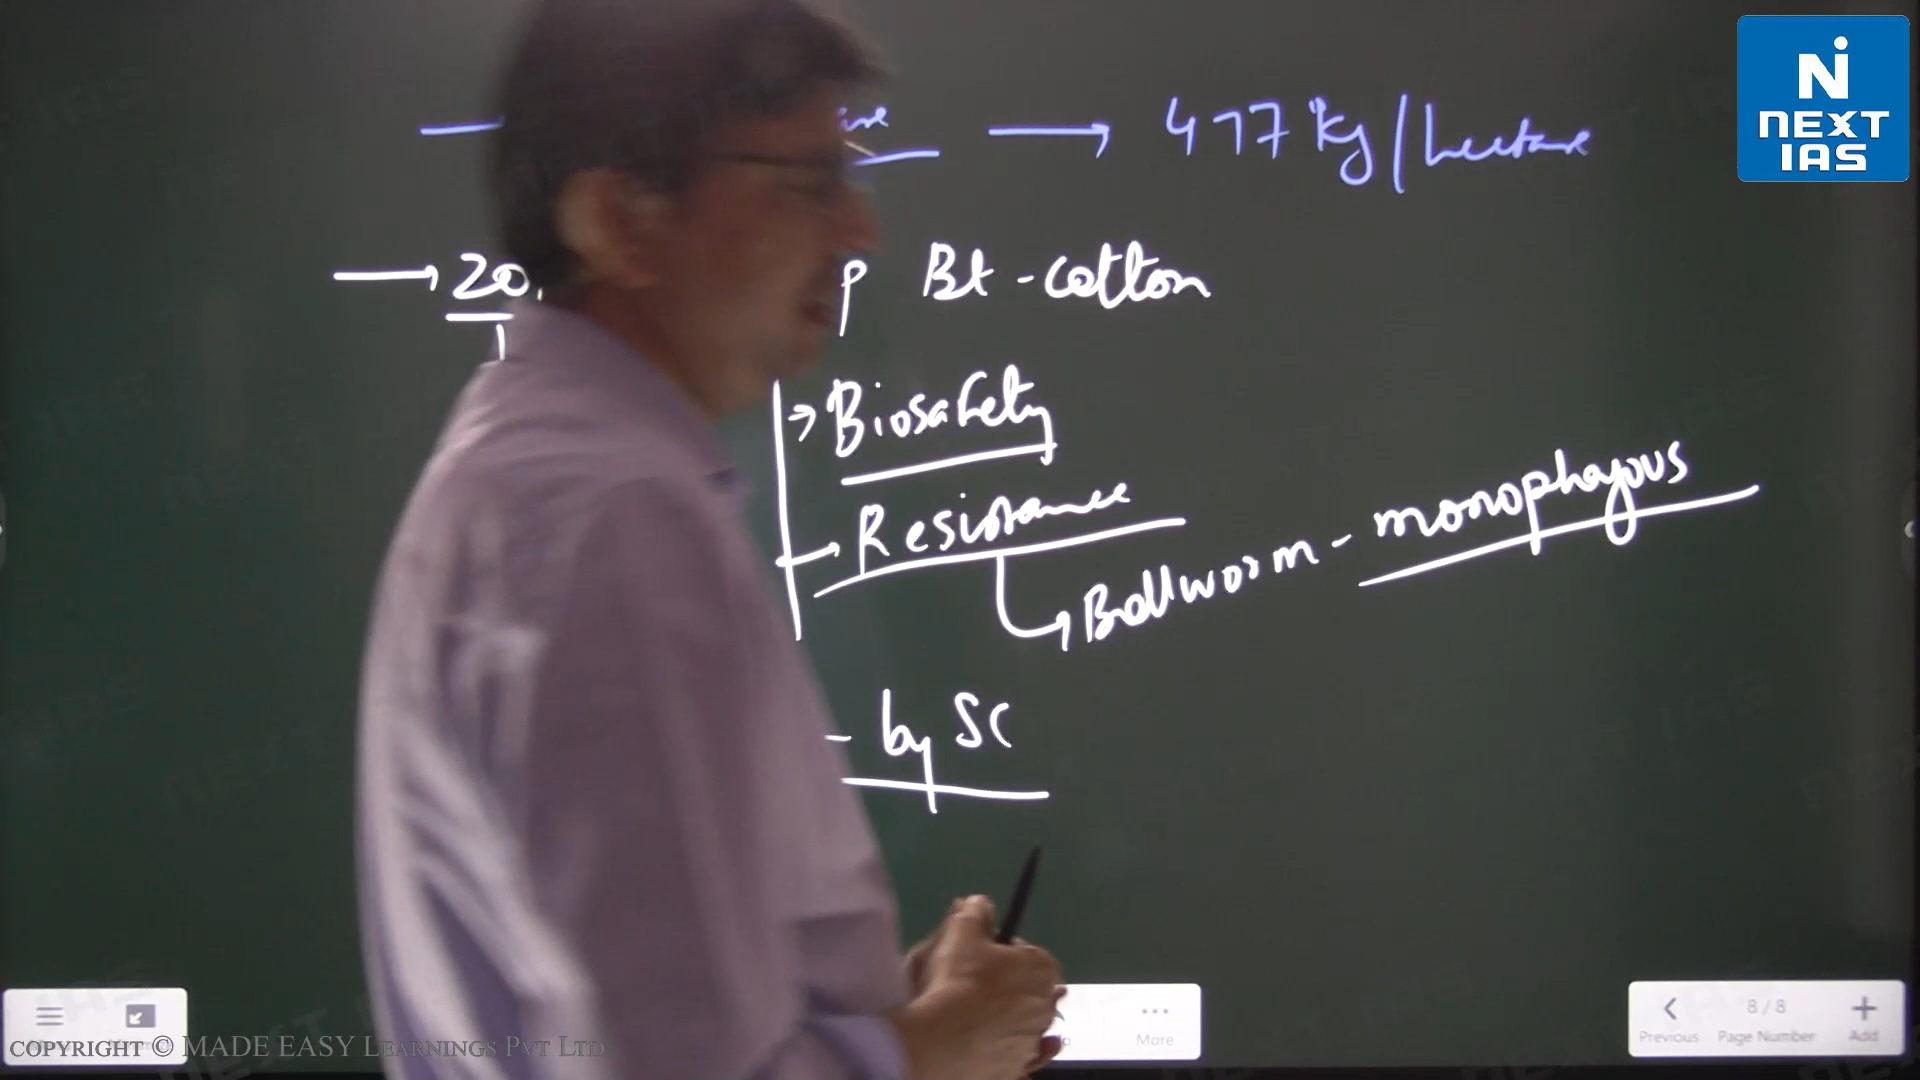 → 477 Kg/hectare
→ 20 Bt-cotton
→ Biosafety
→ Resistance
→ Bollworm - monophagous
- by SC
N
NEXT
IAS
More
Previous
8 / 8
Page Number
Add
COPYRIGHT © MADE EASY LEARNINGS PVT LTD